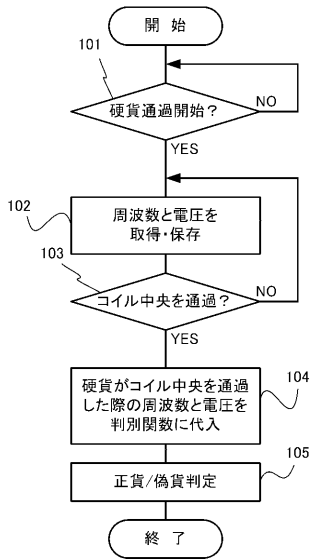 開 始
101
硬貨通過開始?
NO
YES
102
周波数と電圧を
取得・保存
103
コイル中央を通過?
NO
YES
硬貨がコイル中央を通過
した際の周波数と電圧を
判別関数に代入
104
正貨/偽貨判定
105
終 了